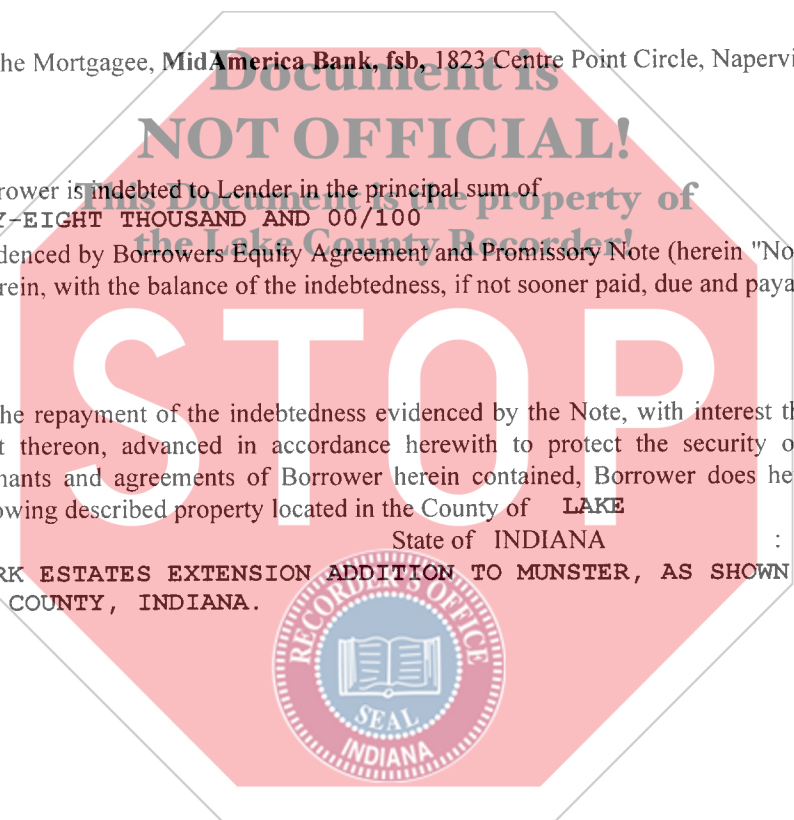 he Mortgagee, MidAmerica Bank, fsb, 1823 Centre Point Circle, Napervi
Document is
NOT OFFICIAL!
rower is indebted to Lender in the principal sum of
This Document is the property of
Y-EIGHT THOUSAND AND 00/100
the Lake County Recorder!
denced by Borrowers Equity Agreement and Promissory Note (herein "No
rein, with the balance of the indebtedness, if not sooner paid, due and paya
STOP
he repayment of the indebtedness evidenced by the Note, with interest th
t thereon, advanced in accordance herewith to protect the security o
nants and agreements of Borrower herein contained, Borrower does he
owing described property located in the County of LAKE
State of INDIANA :
RK ESTATES EXTENSION ADDITION TO MUNSTER, AS SHOWN
COUNTY, INDIANA.
RECORDER'S OFFICE
SEAL
INDIANA